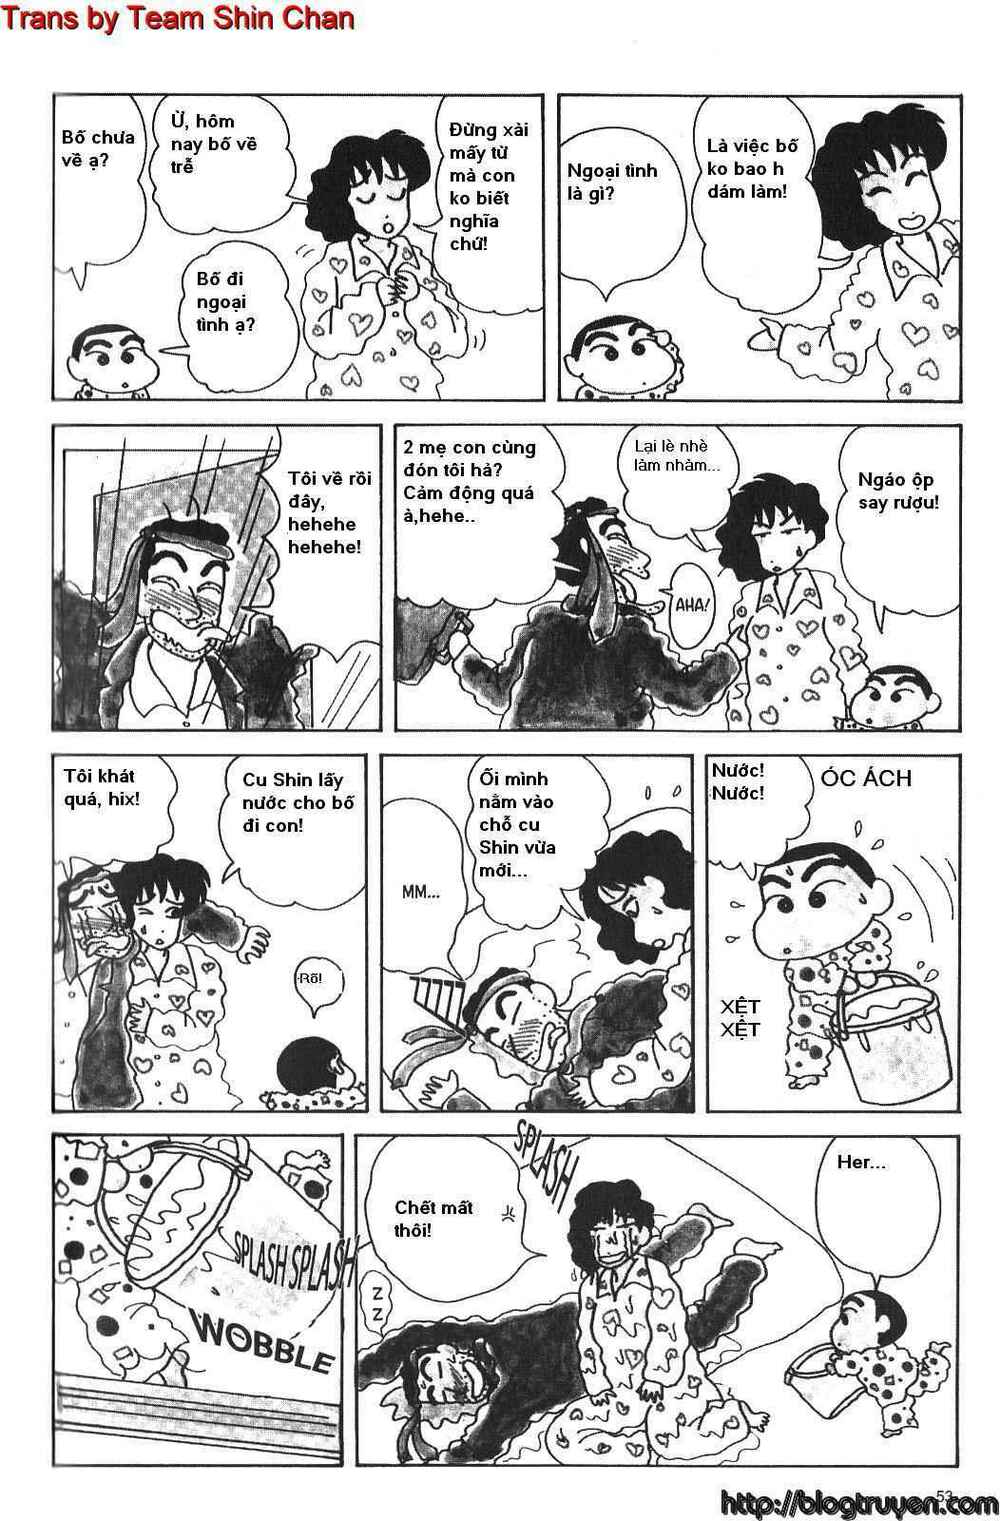 Trans by Team Shin Chan
Bố chưa
về ạ?
Ừ, hôm
nay bố về
trễ
Bố đi
ngoại
tình ạ?
Đừng xài
mấy từ
mà con
ko biết
nghĩa
chứ!
Ngoại tình
là gì?
Là việc bố
ko bao h
dám làm!
Tôi về rồi
đây,
hehehe
hehehe!
2 mẹ con cùng
đón tôi hả?
Cảm động quá
à,hehe..
Lại lè nhè
làm nhàm...
AHA!
Ngáo ộp
say rượu!
Tôi khát
quá, hix!
Cu Shin lấy
nước cho bố
đi con!
Rõ!
MM...
Ối mình
nằm vào
chỗ cu
Shin vừa
mới...
Nước!
Nước!
ÓC ÁCH
XỆT
XỆT
SPLASH SPLASH
WOBBLE
SPLASH
Chết mất
thôi!
Z
Z
Her...
53
http://blogtruyen.com